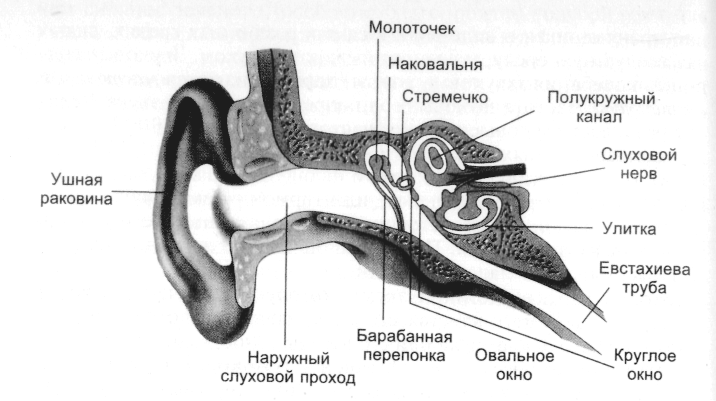 Молоточек
Наковальня
Стремечко
Полукружный
канал
Слуховой
нерв
Ушная
раковина
Улитка
Евстахиева
труба
Наружный
слуховой проход
Барабанная
перепонка
Овальное
окно
Круглое
окно